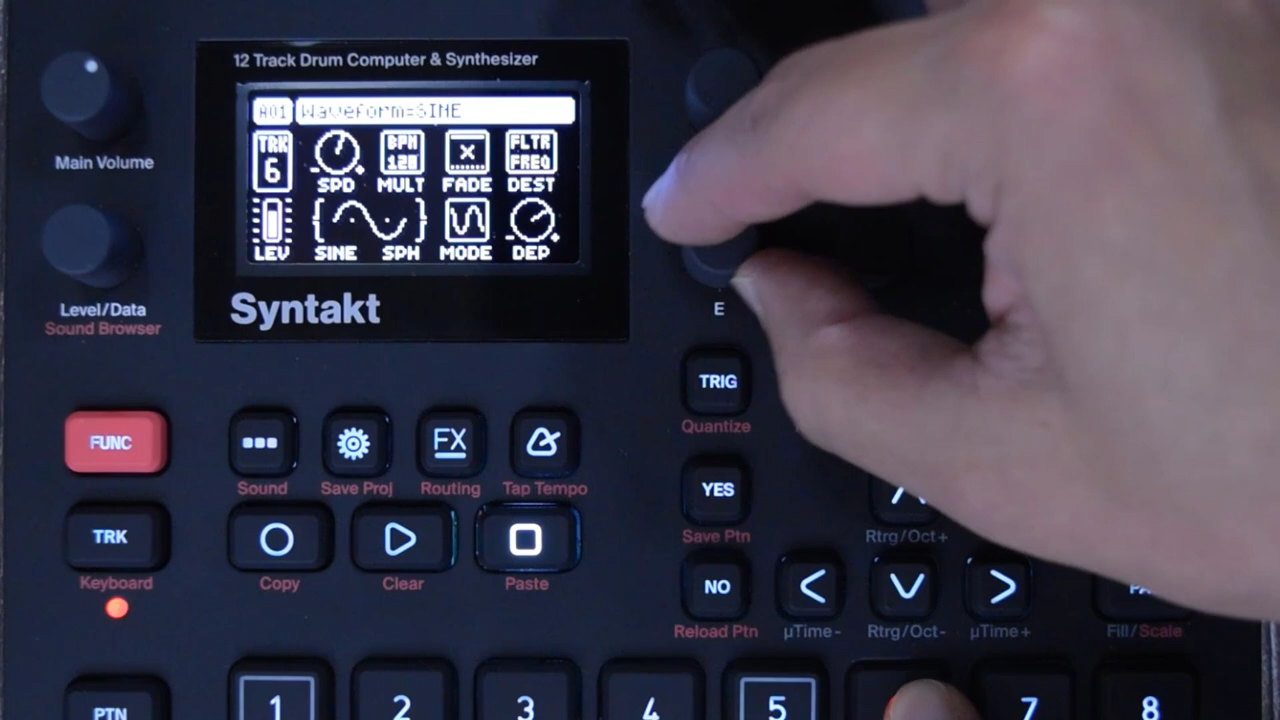 12 Track Drum Computer & Synthesizer
A01 Waveform=SINE
TRK 6 SPD BPM 128 MULT FADE FLTR FREQ DEST
LEV SINE SPH MODE DEP
Syntakt
Main Volume
Level/Data
Sound Browser
E
TRIG
Quantize
FUNC
FX
Sound Save Proj Routing Tap Tempo
YES
Save Ptn
Rtrg/Oct+
TRK
Keyboard
Copy Clear Paste
NO
Reload Ptn µTime- Rtrg/Oct- µTime+ Fill/Scale
PTN
1 2 3 4 5 7 8